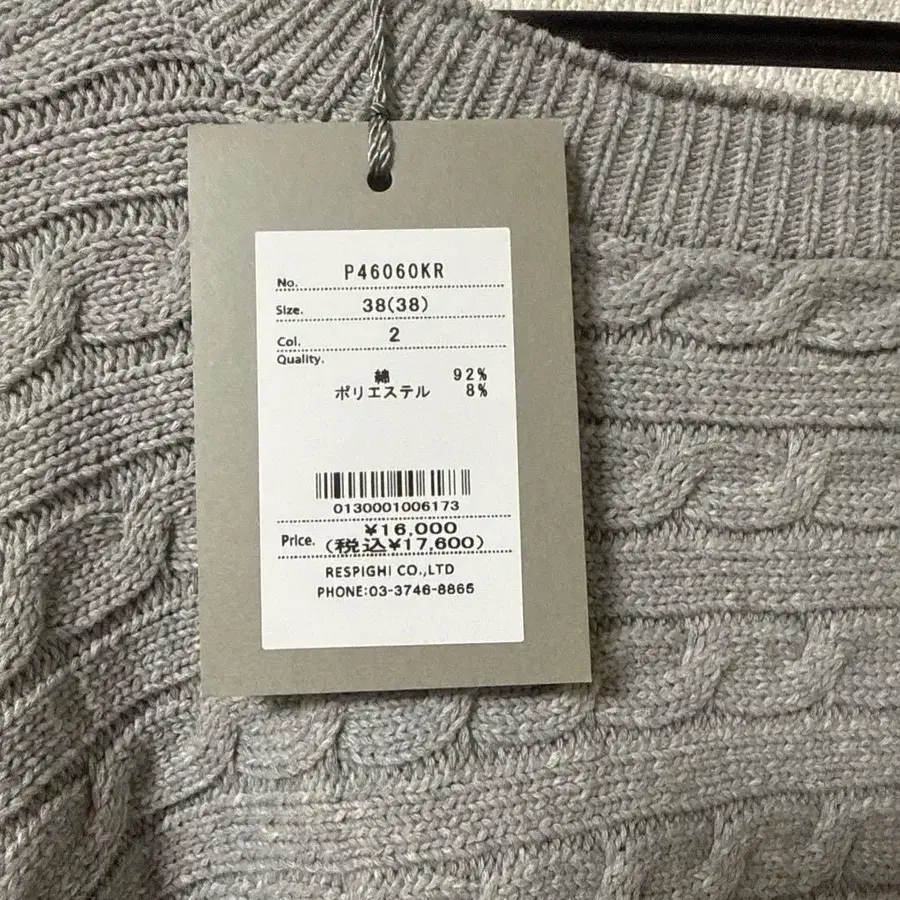 No. P46060KR
Size. 38(38)
Col. 2
Quality.
綿 92%
ポリエステル 8%
0130001006173
Price. ¥16,000
(税込¥17,600)
RESPIGHI CO.,LTD
PHONE:03-3746-8865